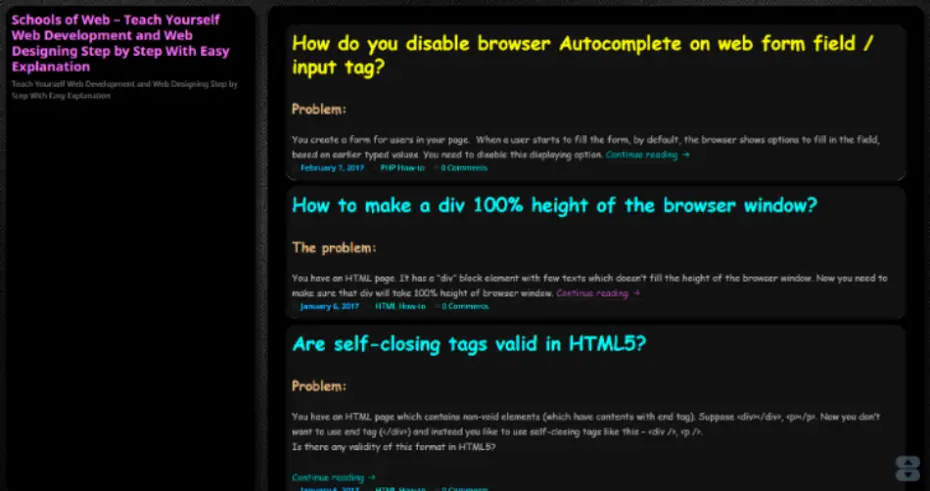 Schools of Web – Teach Yourself
Web Development and Web
Designing Step by Step With Easy
Explanation
Teach Yourself Web Development and Web Designing Step by
Step With Easy Explanation
How do you disable browser Autocomplete on web form field /
input tag?
Problem:
You create a form for users in your page. When a user starts to fill the form, by default, the browser shows options to fill in the field,
based on earlier typed values. You need to disable this displaying option. Continue reading →
February 7, 2017 PHP How-to 0 Comments
How to make a div 100% height of the browser window?
The problem:
You have an HTML page. It has a "div" block element with few texts which doesn't fill the height of the browser window. Now you need to
make sure that div will take 100% height of browser window. Continue reading →
January 6, 2017 HTML How-to 0 Comments
Are self-closing tags valid in HTML5?
Problem:
You have an HTML page which contains non-void elements (which have contents with end tag). Suppose <div></div>, <p></p>. Now you don't
want to use end tag (</div>) and instead you like to use self-closing tags like this – <div />, <p />.
Is there any validity of this format in HTML5?
Continue reading →
January 6, 2017 HTML How-to 0 Comments